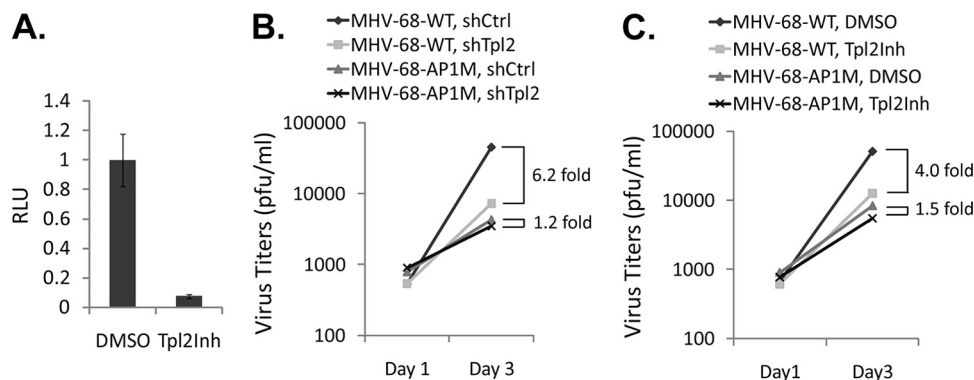 A.
RLU
1.4
1.2
1
0.8
0.6
0.4
0.2
0
DMSO Tpl2Inh
B.
MHV-68-WT, shCtrl
MHV-68-WT, shTpl2
MHV-68-AP1M, shCtrl
MHV-68-AP1M, shTpl2
Virus Titers (pfu/ml)
100000
10000
1000
100
6.2 fold
1.2 fold
Day 1 Day 3
C.
MHV-68-WT, DMSO
MHV-68-WT, Tpl2Inh
MHV-68-AP1M, DMSO
MHV-68-AP1M, Tpl2Inh
Virus Titers (pfu/ml)
100000
10000
1000
100
4.0 fold
1.5 fold
Day1 Day3